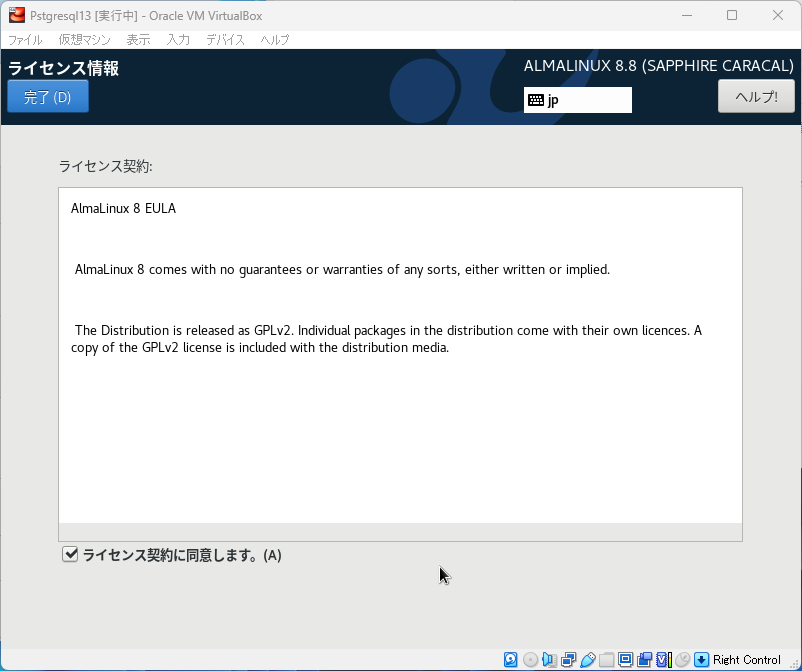 Pstgresql13 [実行中] - Oracle VM VirtualBox
ファイル 仮想マシン 表示 入力 デバイス ヘルプ
ライセンス情報
ALMALINUX 8.8 (SAPPHIRE CARACAL)
完了 (D)
jp
ヘルプ!
ライセンス契約:
AlmaLinux 8 EULA
AlmaLinux 8 comes with no guarantees or warranties of any sorts, either written or implied.
The Distribution is released as GPLv2. Individual packages in the distribution come with their own licences. A
copy of the GPLv2 license is included with the distribution media.
ライセンス契約に同意します。(A)
Right Control